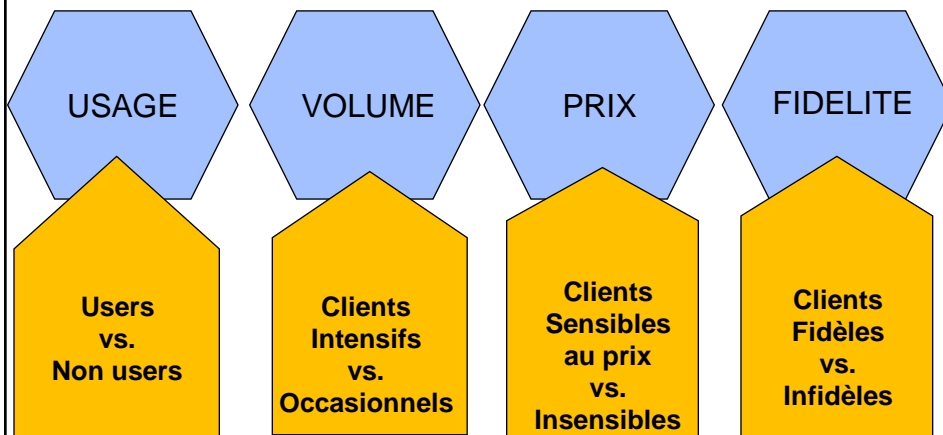 USAGE
VOLUME
PRIX
FIDELITE
Users
vs.
Non users
Clients
Intensifs
vs.
Occasionnels
Clients
Sensibles
au prix
vs.
Insensibles
Clients
Fidèles
vs.
Infidèles